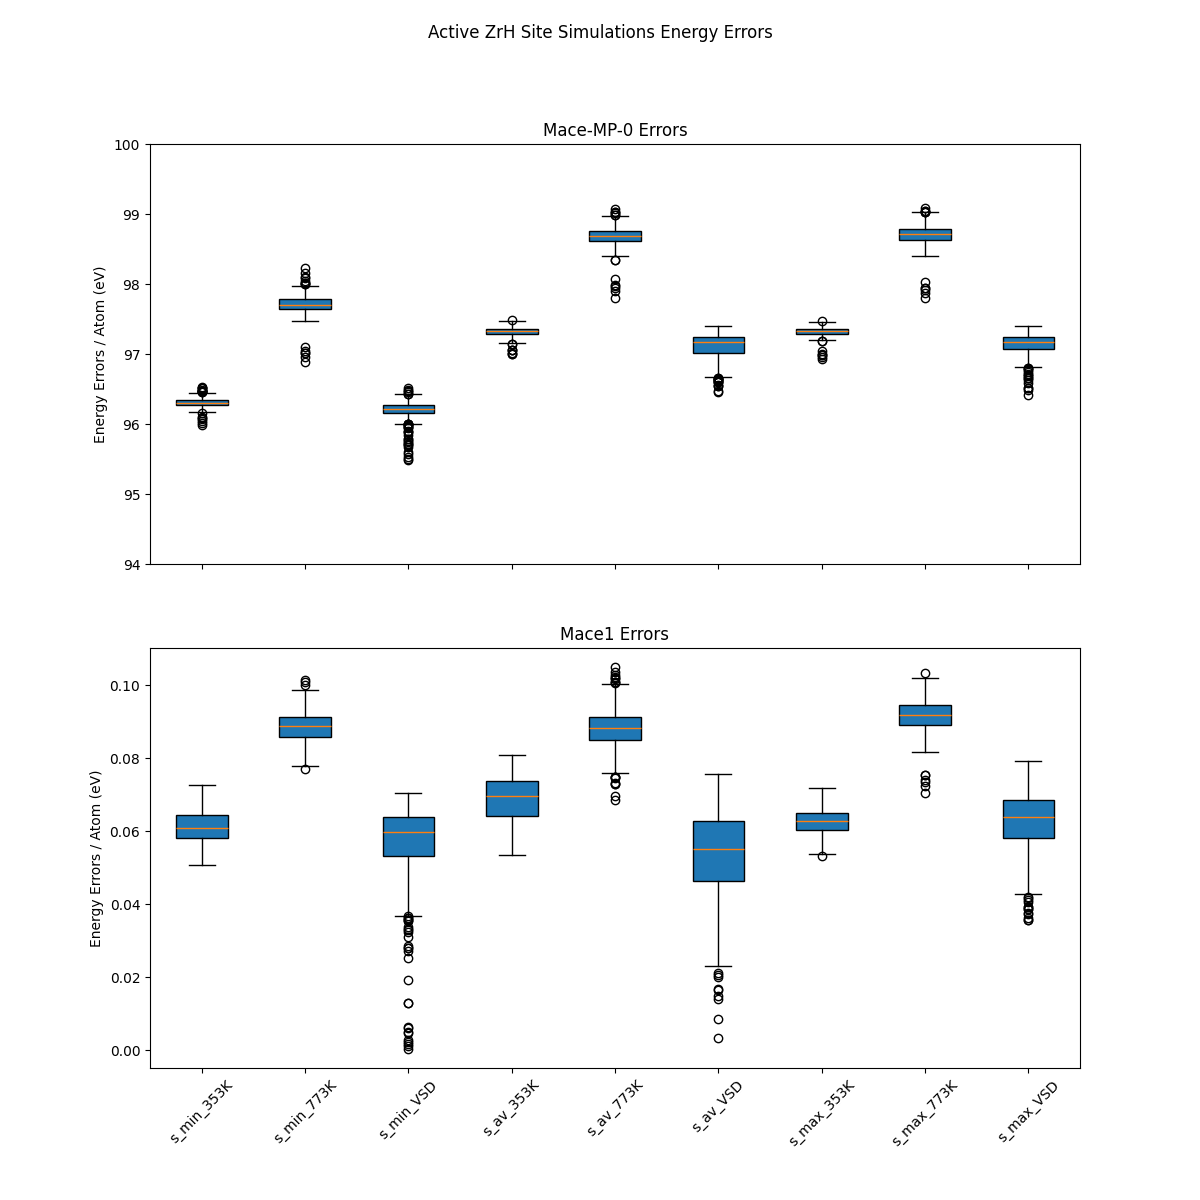 Active ZrH Site Simulations Energy Errors
Mace-MP-0 Errors
Energy Errors / Atom (eV)
100
99
98
97
96
95
94
Mace1 Errors
Energy Errors / Atom (eV)
0.10
0.08
0.06
0.04
0.02
0.00
s_min_353K
s_min_773K
s_min_VSD
s_av_353K
s_av_773K
s_av_VSD
s_max_353K
s_max_773K
s_max_VSD